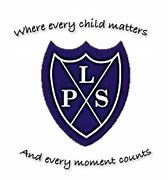 Where every child matters
L
P S
And every moment counts